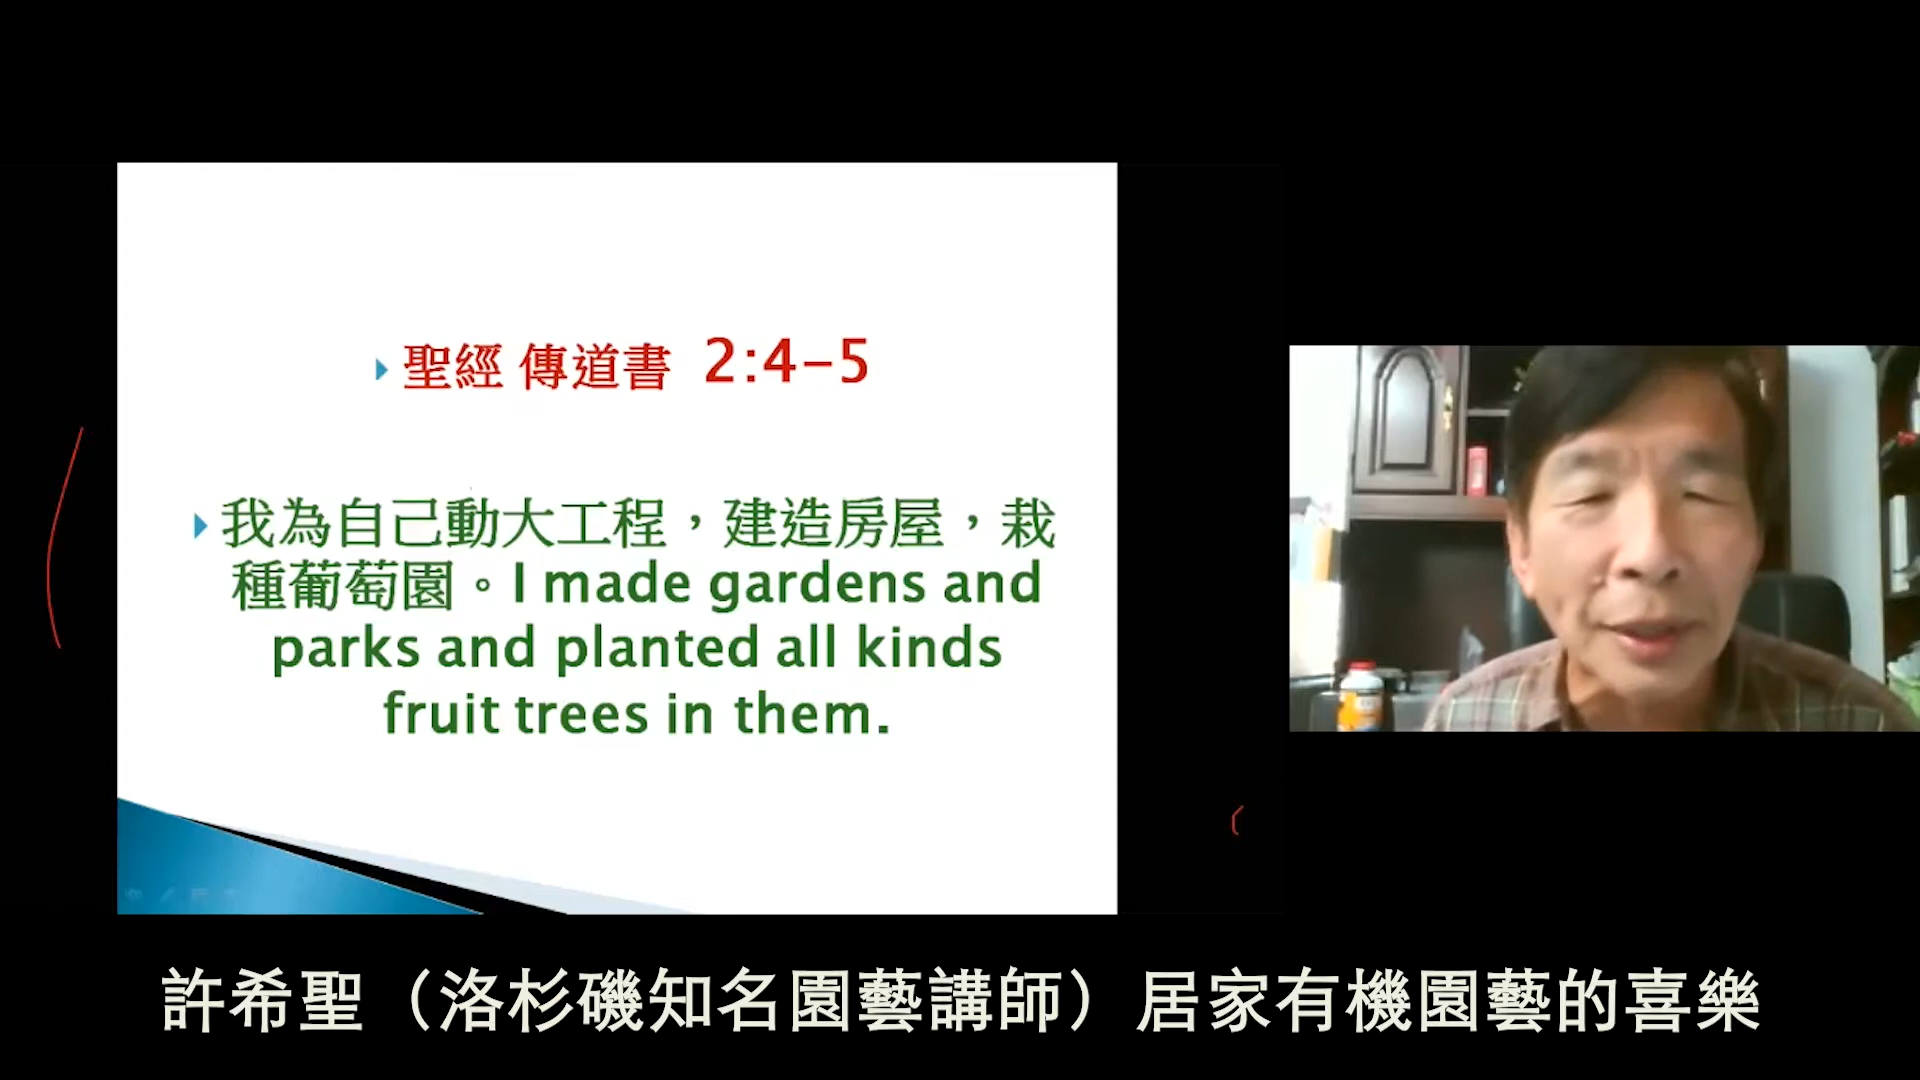 聖經 傳道書 2:4-5
我為自己動大工程，建造房屋，栽
種葡萄園。I made gardens and
parks and planted all kinds
fruit trees in them.
許希聖（洛杉磯知名園藝講師）居家有機園藝的喜樂